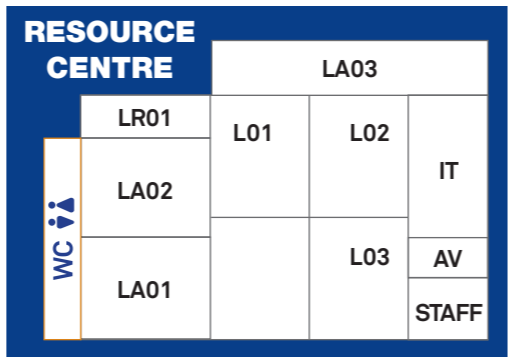 RESOURCE
CENTRE
LA03
LR01
L01
L02
LA02
IT
WC
LA01
L03
AV
STAFF